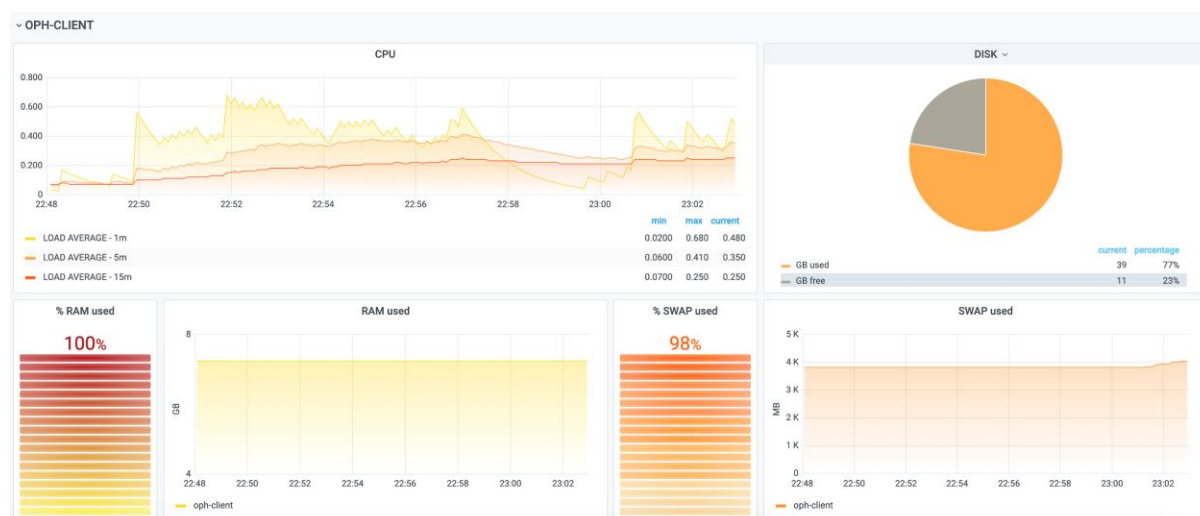 OPH-CLIENT
CPU
0.800
0.600
0.400
0.200
0
22:48 22:50 22:52 22:54 22:56 22:58 23:00 23:02
min max current
LOAD AVERAGE - 1m 0.0200 0.680 0.480
LOAD AVERAGE - 5m 0.0600 0.410 0.350
LOAD AVERAGE - 15m 0.0700 0.250 0.250
DISK
current percentage
GB used 39 77%
GB free 11 23%
% RAM used
100%
RAM used
8
GB
4
22:48 22:50 22:52 22:54 22:56 22:58 23:00 23:02
oph-client
% SWAP used
98%
SWAP used
5 K
4 K
3 K
MB
2 K
1 K
0
22:48 22:50 22:52 22:54 22:56 22:58 23:00 23:02
oph-client